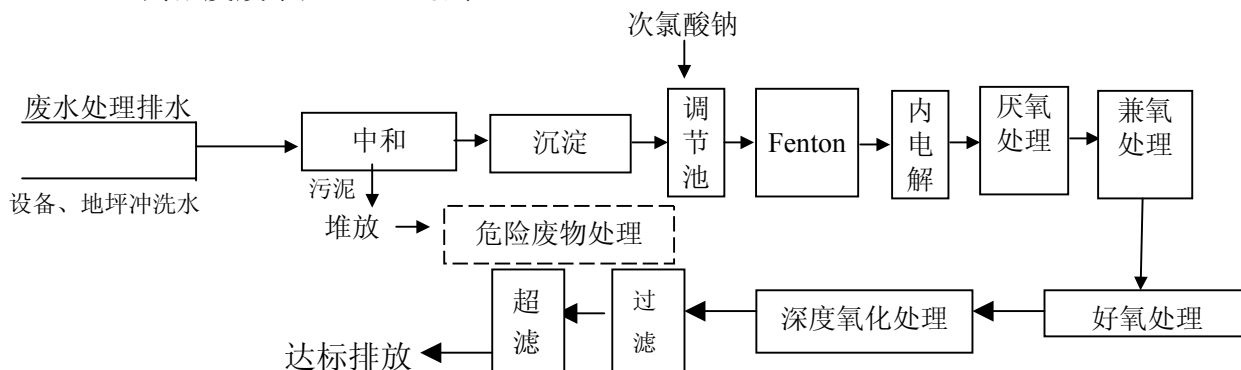 次氯酸钠
废水处理排水
设备、地坪冲洗水
中和
沉淀
调节池
Fenton
内电解
厌氧处理
兼氧处理
污泥
堆放
危险废物处理
好氧处理
深度氧化处理
过滤
超滤
达标排放